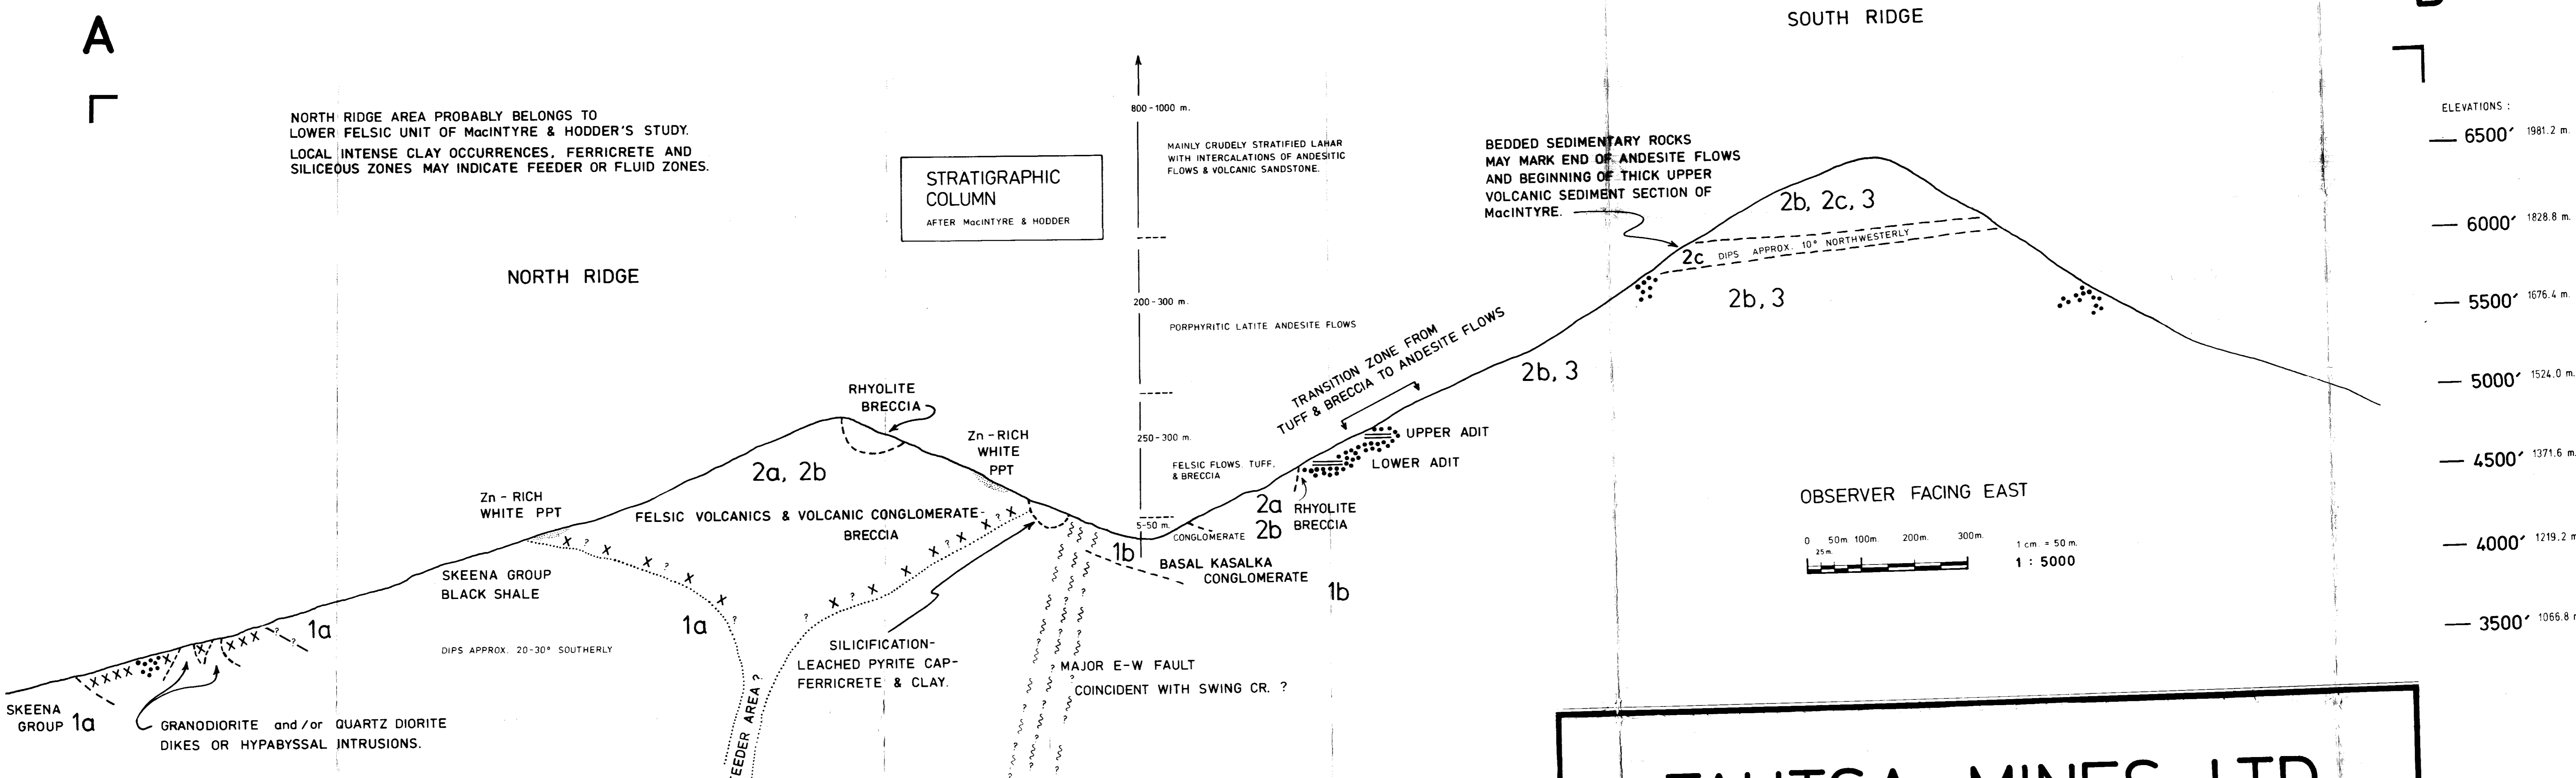 A
SOUTH RIDGE
NORTH RIDGE AREA PROBABLY BELONGS TO
LOWER FELSIC UNIT OF MacINTYRE & HODDER'S STUDY.
LOCAL INTENSE CLAY OCCURRENCES, FERRICRETE AND
SILICEOUS ZONES MAY INDICATE FEEDER OR FLUID ZONES.
NORTH RIDGE
STRATIGRAPHIC
COLUMN
AFTER MacINTYRE & HODDER
800-1000 m.
MAINLY CRUDELY STRATIFIED LAHAR
WITH INTERCALATIONS OF ANDESITIC
FLOWS & VOLCANIC SANDSTONE.
200-300 m.
PORPHYRITIC LATITE ANDESITE FLOWS
250-300 m.
FELSIC FLOWS, TUFF,
& BRECCIA
5-50 m.
CONGLOMERATE
BEDDED SEDIMENTARY ROCKS
MAY MARK END OF ANDESITE FLOWS
AND BEGINNING OF THICK UPPER
VOLCANIC SEDIMENT SECTION OF
MacINTYRE.
2b, 2c, 3
2c DIPS APPROX. 10° NORTHWESTERLY
2b, 3
2b, 3
TRANSITION ZONE FROM
TUFF & BRECCIA TO ANDESITE FLOWS
UPPER ADIT
LOWER ADIT
2a
RHYOLITE
BRECCIA
2b
1b
BASAL KASALKA
CONGLOMERATE
1b
RHYOLITE
BRECCIA
Zn-RICH
WHITE
PPT
2a, 2b
Zn - RICH
WHITE PPT
FELSIC VOLCANICS & VOLCANIC CONGLOMERATE-
BRECCIA
X ? X X ? X X ?
X ? X X ? X X ? X ? X ?
SKEENA GROUP
BLACK SHALE
1a
1a
DIPS APPROX. 20-30° SOUTHERLY
SILICIFICATION-
LEACHED PYRITE CAP-
FERRICRETE & CLAY.
? MAJOR E-W FAULT
COINCIDENT WITH SWING CR. ?
FEEDER AREA?
XXXX X X XXX ? ?
SKEENA
GROUP 1a
GRANODIORITE and/or QUARTZ DIORITE
DIKES OR HYPABYSSAL INTRUSIONS.
ELEVATIONS :
6500′ 1981.2 m.
6000′ 1828.8 m.
5500′ 1676.4 m.
5000′ 1524.0 m.
4500′ 1371.6 m.
4000′ 1219.2 m
3500′ 1066.8 m
OBSERVER FACING EAST
0 50m. 100m. 200m. 300m.
25m.
1 cm. = 50 m.
1 : 5000
MINES LTD